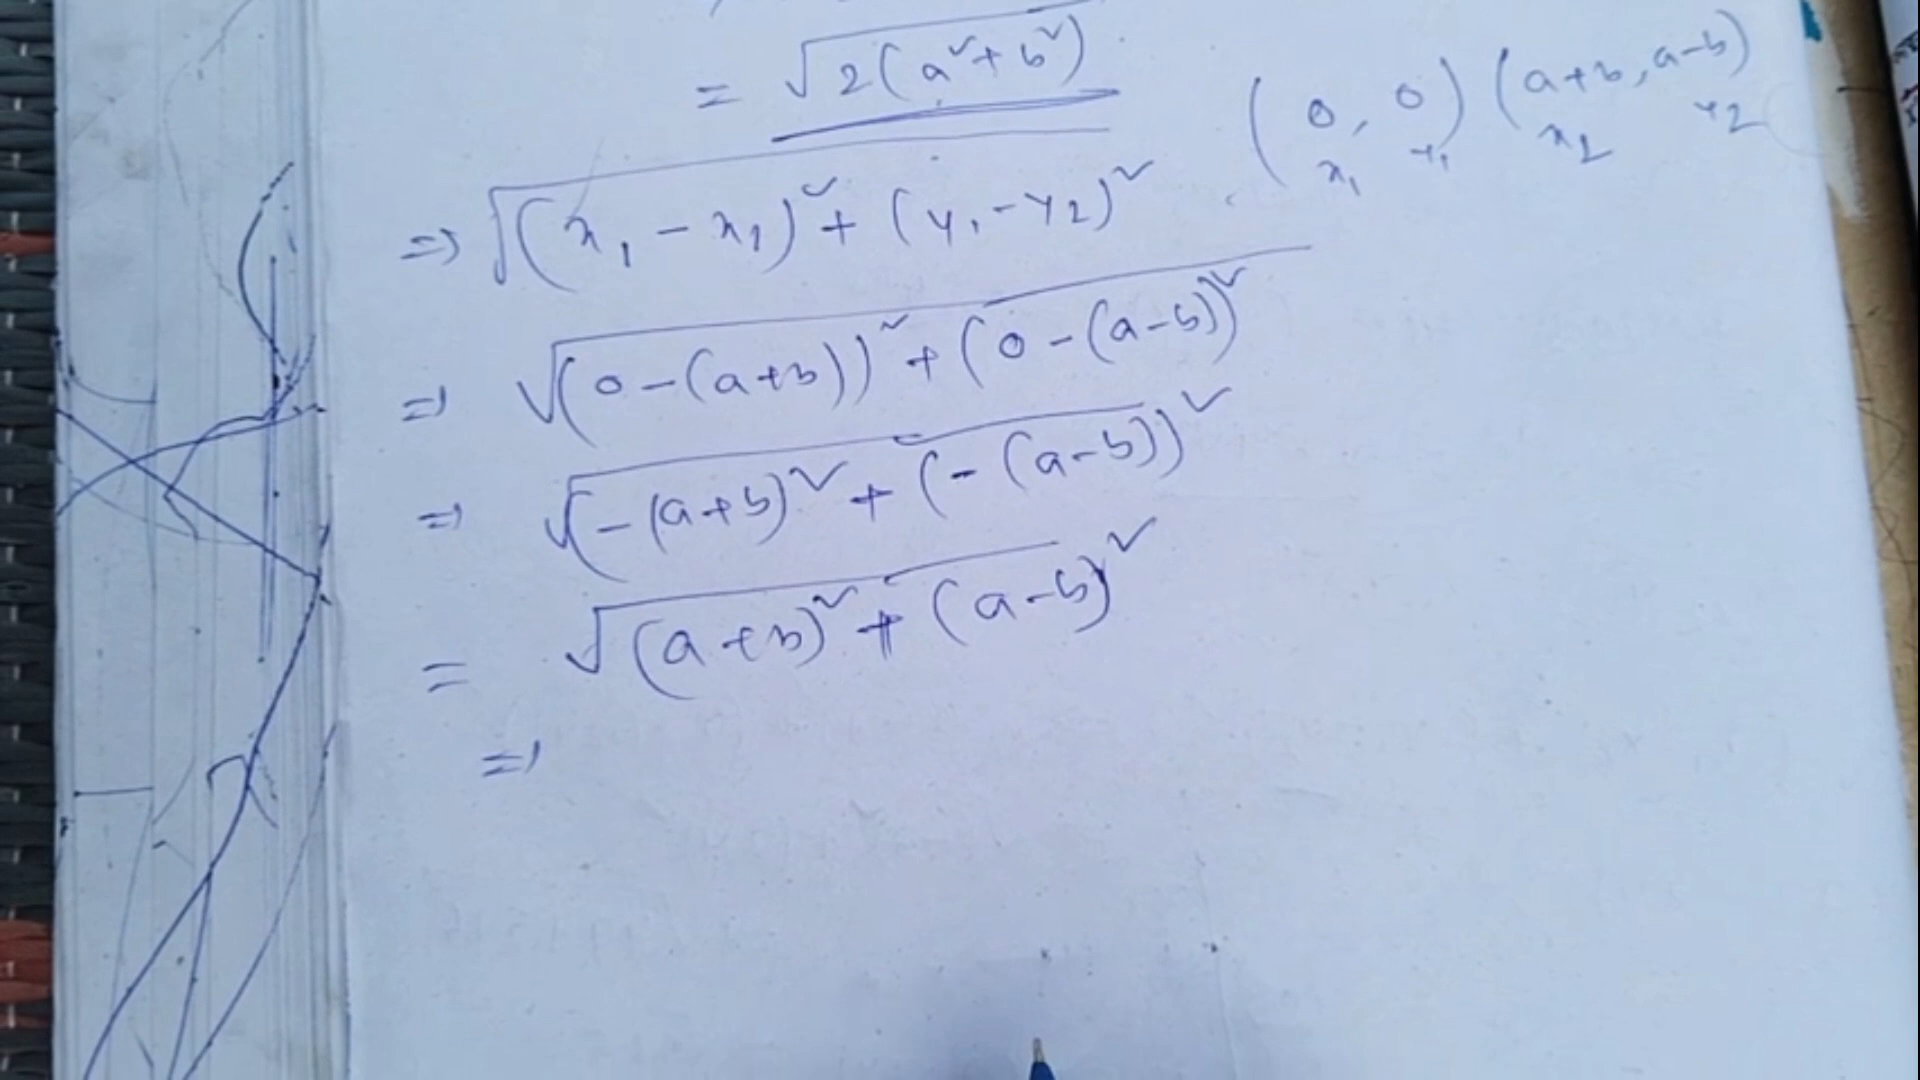 = √2(a²+b²)
(0, 0) (a+b, a-b)
x₁ y₁ x₂ y₂
=> √(x₁-x₂)²+(y₁-y₂)²
=> √(0-(a+b))²+(0-(a-b))²
=> √(-(a+b)²+(-(a-b))²
= √(a+b)²+(a-b)²
=>